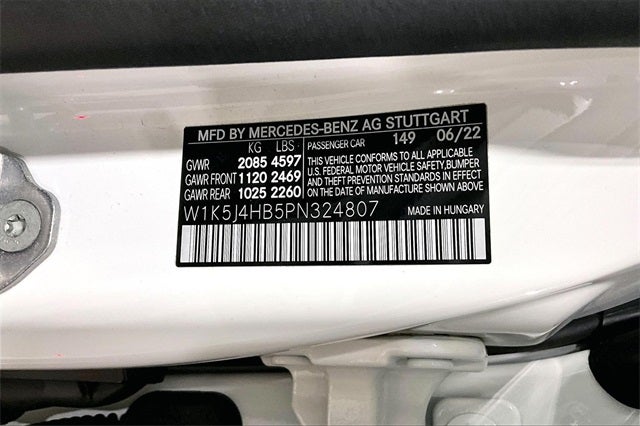 MFD BY MERCEDES-BENZ AG STUTTGART
KG LBS PASSENGER CAR 149 06/22
GWVR 2085 4597
GAWR FRONT 1120 2469
GAWR REAR 1025 2260
THIS VEHICLE CONFORMS TO ALL APPLICABLE
U.S. FEDERAL MOTOR VEHICLE SAFETY,BUMPER
AND THEFT PREVENTION STANDARDS IN EFFECT
ON THE DATE OF MANUFACTURE SHOWN ABOVE.
W1K5J4HB5PN324807 MADE IN HUNGARY